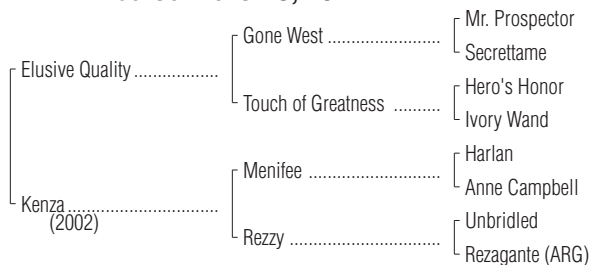 Gone West ........................
Mr. Prospector
Secrettame
Elusive Quality ..................
Touch of Greatness ..........
Hero's Honor
Ivory Wand
Menifee ............................
Harlan
Anne Campbell
Kenza ................................
(2002)
Rezzy ................................
Unbridled
Rezagante (ARG)